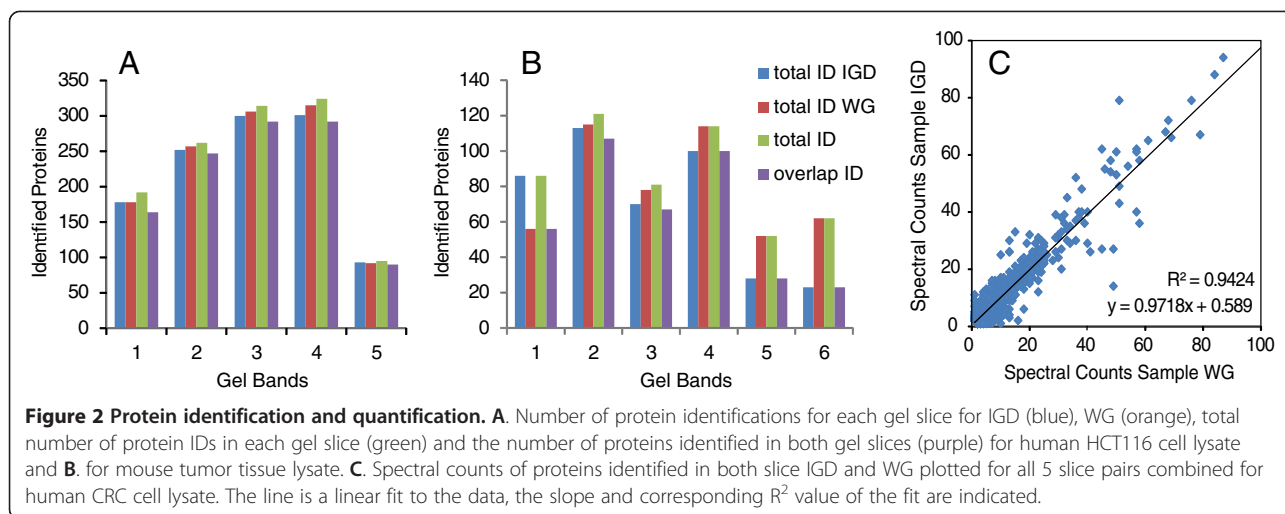 A
350
300
250
200
150
100
50
0
Identified Proteins
1 2 3 4 5
Gel Bands
B
140
120
100
80
60
40
20
0
Identified Proteins
1 2 3 4 5 6
Gel Bands
total ID IGD
total ID WG
total ID
overlap ID
C
100
80
60
40
20
0
Spectral Counts Sample IGD
R² = 0.9424
y = 0.9718x + 0.589
0 20 40 60 80 100
Spectral Counts Sample WG
Figure 2 Protein identification and quantification. A. Number of protein identifications for each gel slice for IGD (blue), WG (orange), total
number of protein IDs in each gel slice (green) and the number of proteins identified in both gel slices (purple) for human HCT116 cell lysate
and B. for mouse tumor tissue lysate. C. Spectral counts of proteins identified in both slice IGD and WG plotted for all 5 slice pairs combined for
human CRC cell lysate. The line is a linear fit to the data, the slope and corresponding R² value of the fit are indicated.